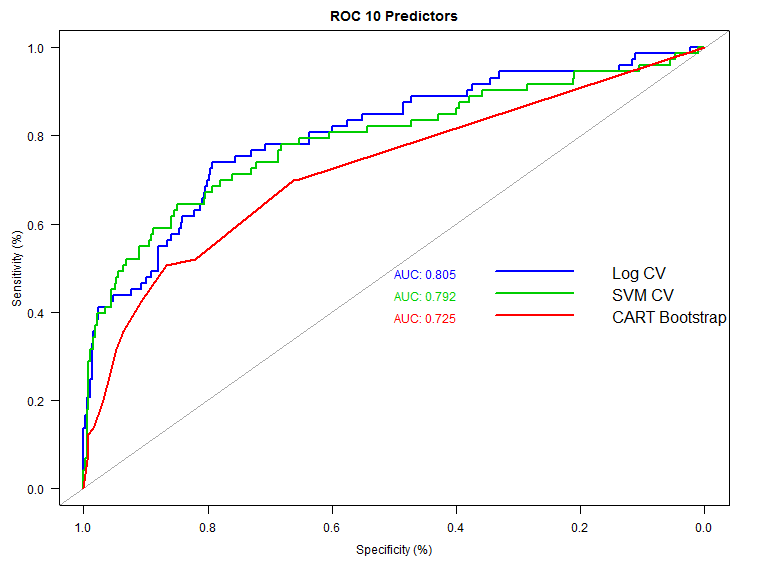 ROC 10 Predictors
Sensitivity (%)
1.0
0.8
0.6
0.4
0.2
0.0
AUC: 0.805 Log CV
AUC: 0.792 SVM CV
AUC: 0.725 CART Bootstrap
1.0 0.8 0.6 0.4 0.2 0.0
Specificity (%)